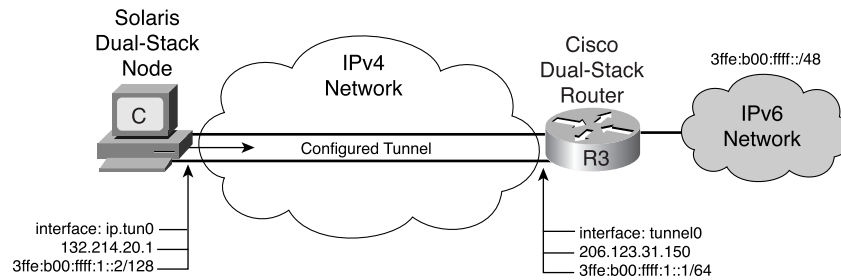 Solaris
Dual-Stack
Node
C
IPv4
Network
Configured Tunnel
Cisco
Dual-Stack
Router
R3
3ffe:b00:ffff::/48
IPv6
Network
interface: ip.tun0
132.214.20.1
3ffe:b00:ffff:1::2/128
interface: tunnel0
206.123.31.150
3ffe:b00:ffff:1::1/64